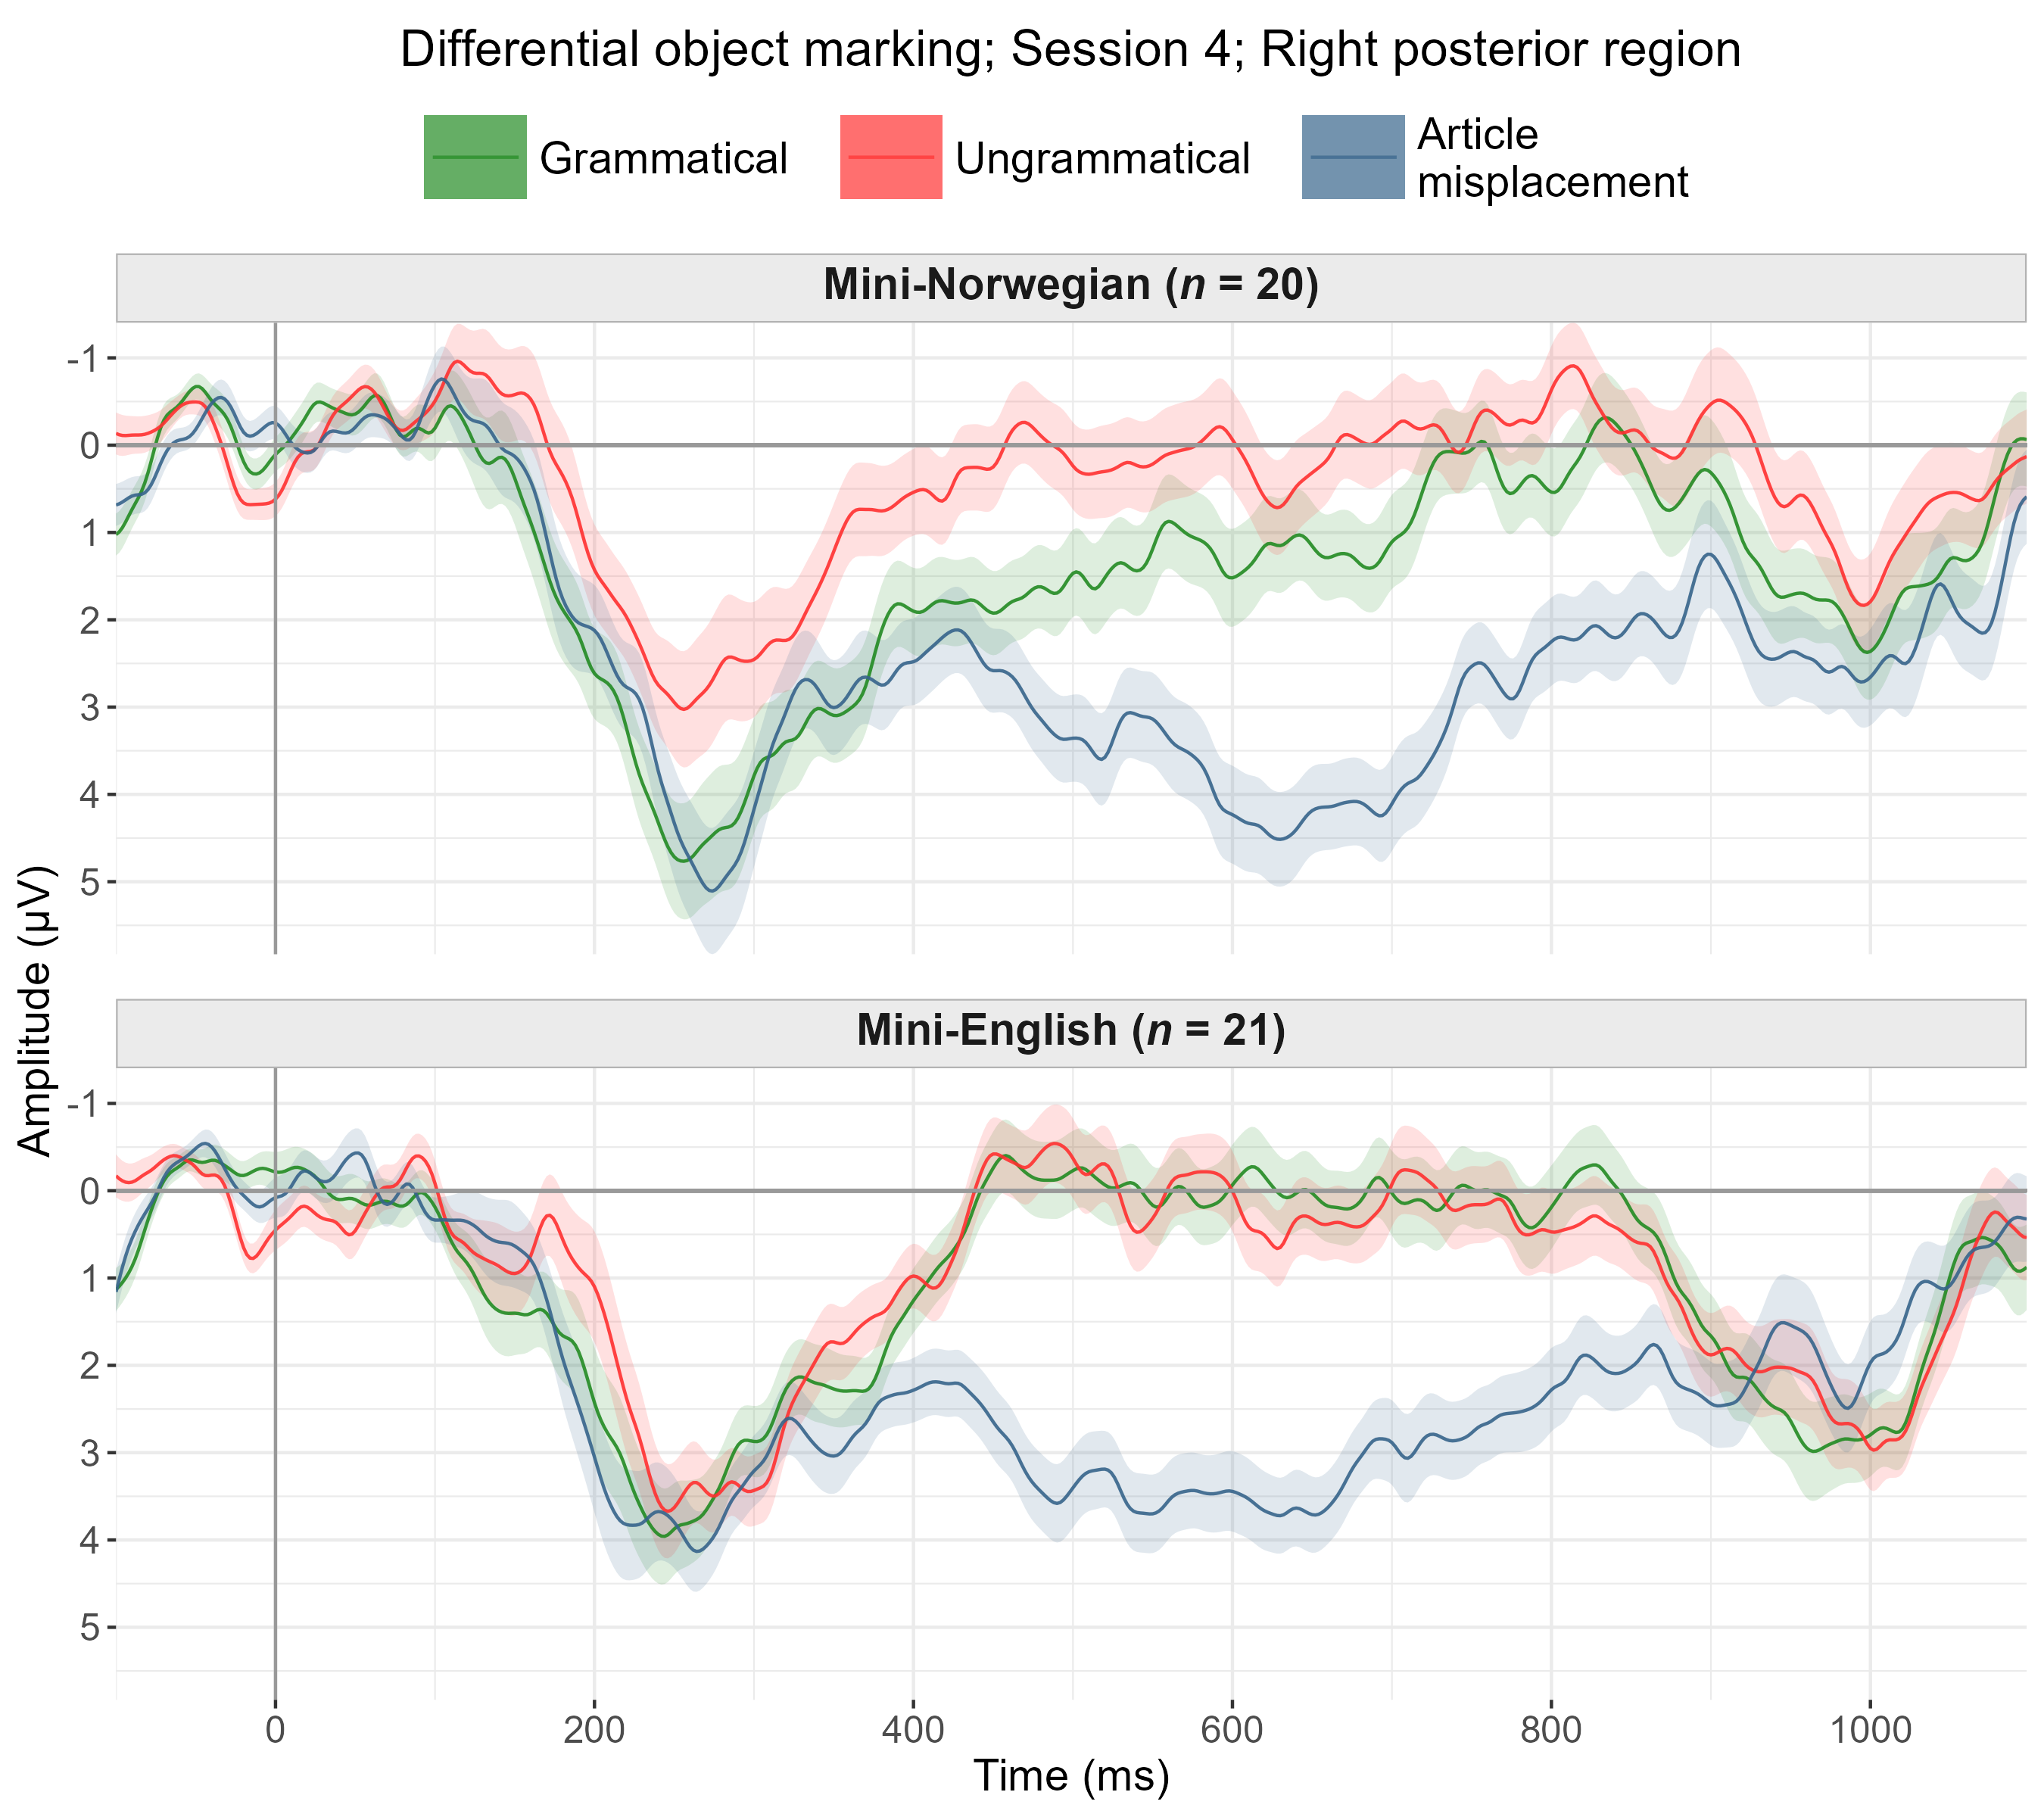 Differential object marking; Session 4; Right posterior region
Grammatical
Ungrammatical
Article
misplacement
Mini-Norwegian (n = 20)
-1
0
1
2
3
4
5
Amplitude (µV)
Mini-English (n = 21)
-1
0
1
2
3
4
5
0 200 400 600 800 1000
Time (ms)